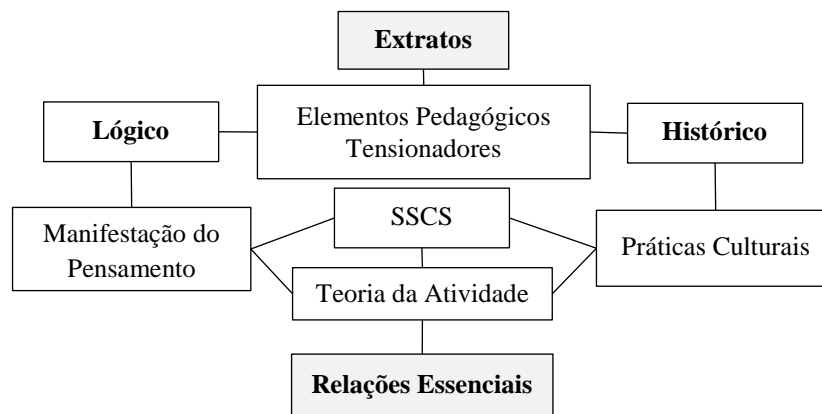 Extratos
Elementos Pedagógicos
Tensionadores
Lógico
Histórico
Manifestação do
Pensamento
SSCS
Práticas Culturais
Teoria da Atividade
Relações Essenciais